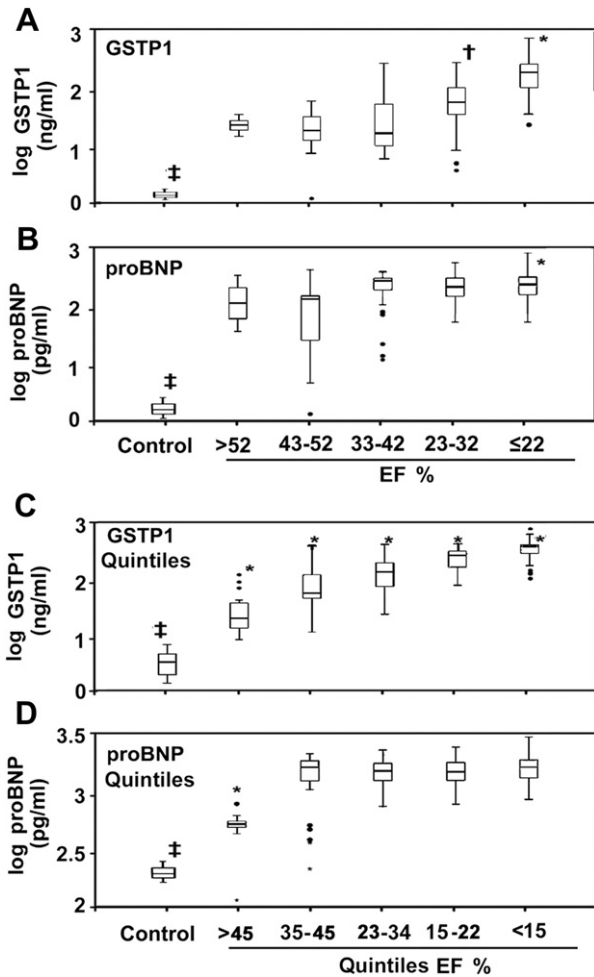 A
GSTP1
log GSTP1
(ng/ml)
3
2
1
0
‡
†
*
B
proBNP
log proBNP
(pg/ml)
3
2
1
0
‡
*
Control >52 43-52 33-42 23-32 ≤22
EF %
C
GSTP1
Quintiles
log GSTP1
(ng/ml)
3
2
1
0
‡
* * * * *
D
proBNP
Quintiles
log proBNP
(pg/ml)
3.5
3
2.5
2
‡
*
Control >45 35-45 23-34 15-22 <15
Quintiles EF %